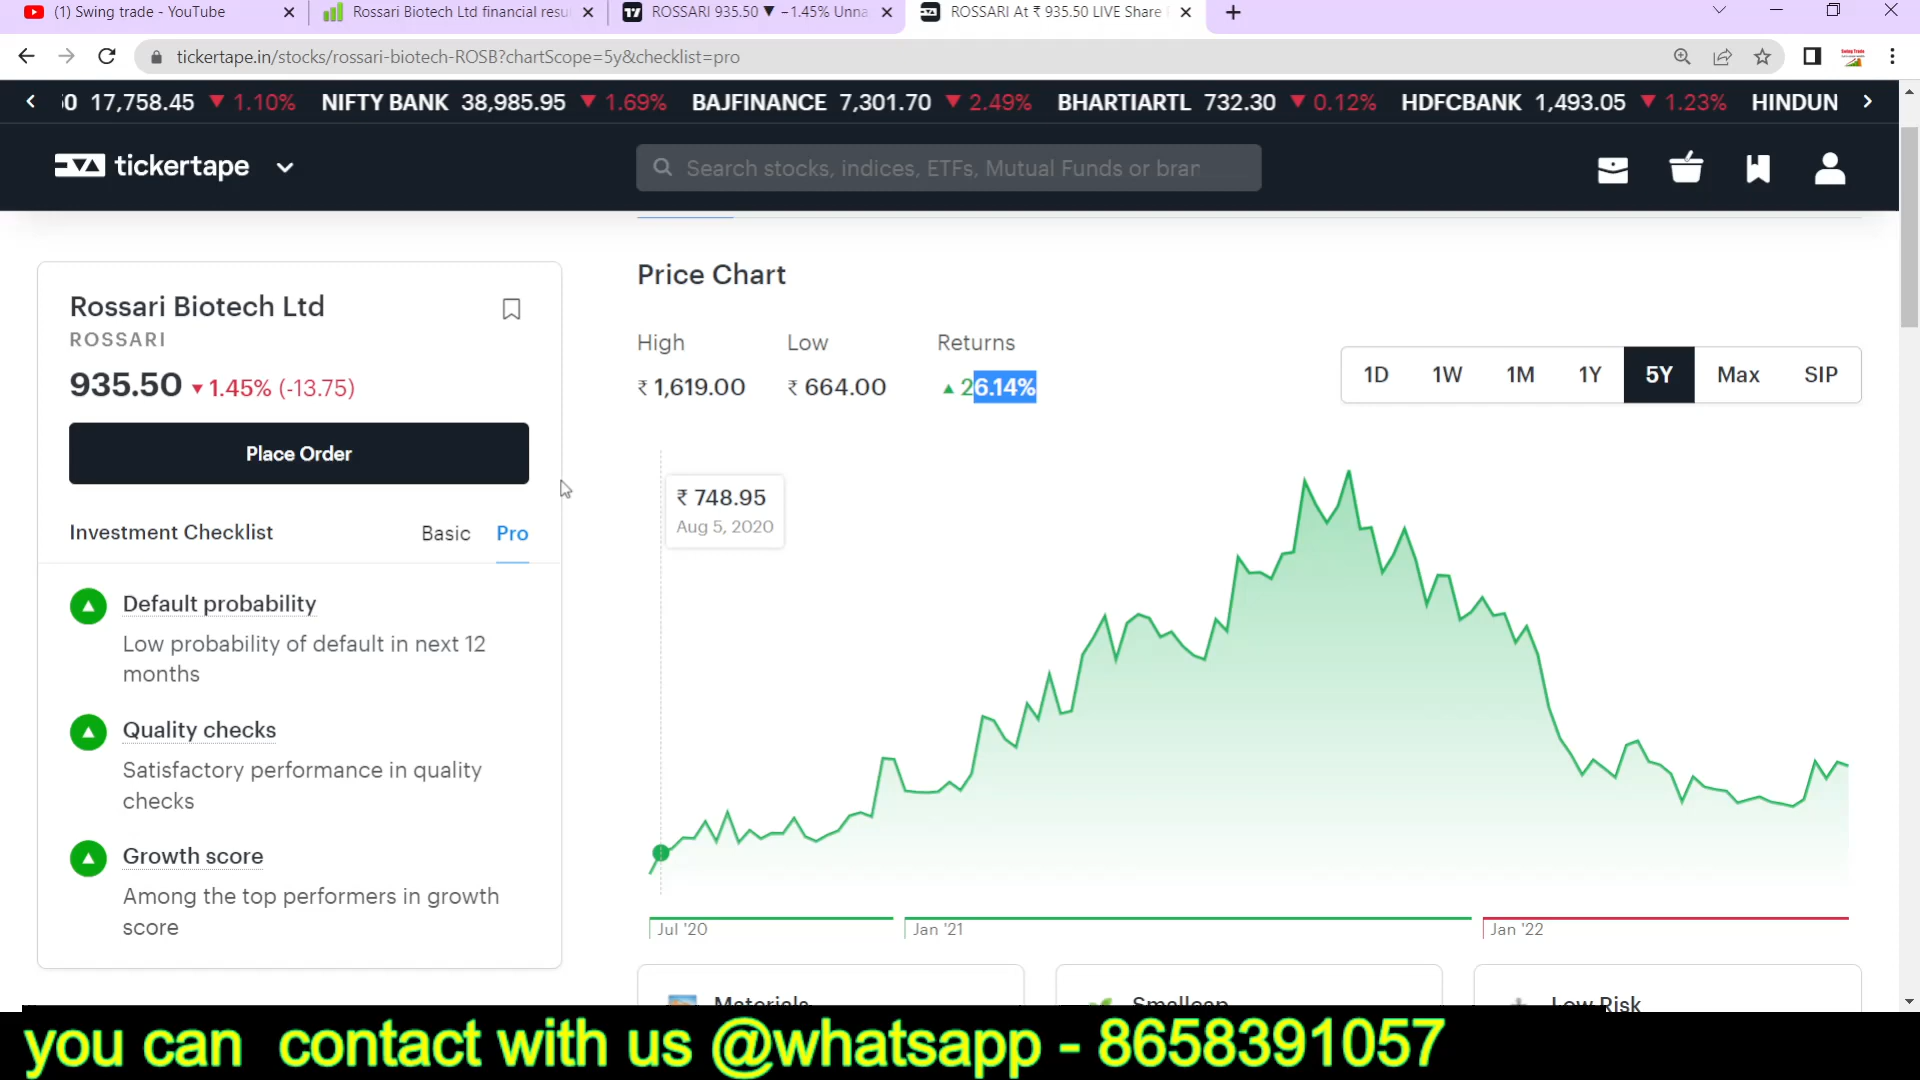 (1) Swing trade - YouTube
Rossari Biotech Ltd financial resu
ROSSARI 935.50 ▼ −1.45% Unna
ROSSARI At ₹ 935.50 LIVE Share
tickertape.in/stocks/rossari-biotech-ROSB?chartScope=5y&checklist=pro
17,758.45 ▼ 1.10% NIFTY BANK 38,985.95 ▼ 1.69% BAJFINANCE 7,301.70 ▼ 2.49% BHARTIARTL 732.30 ▼ 0.12% HDFCBANK 1,493.05 ▼ 1.23% HINDUN
tickertape
Search stocks, indices, ETFs, Mutual Funds or bran
Rossari Biotech Ltd
ROSSARI
935.50 ▼ 1.45% (-13.75)
Place Order
Investment Checklist Basic Pro
Default probability
Low probability of default in next 12
months
Quality checks
Satisfactory performance in quality
checks
Growth score
Among the top performers in growth
score
Price Chart
High Low Returns
₹ 1,619.00 ₹ 664.00 ▲ 26.14%
1D 1W 1M 1Y 5Y Max SIP
₹ 748.95
Aug 5, 2020
Jul '20 Jan '21 Jan '22
Materials Smallcap Low Risk
you can contact with us @whatsapp - 8658391057